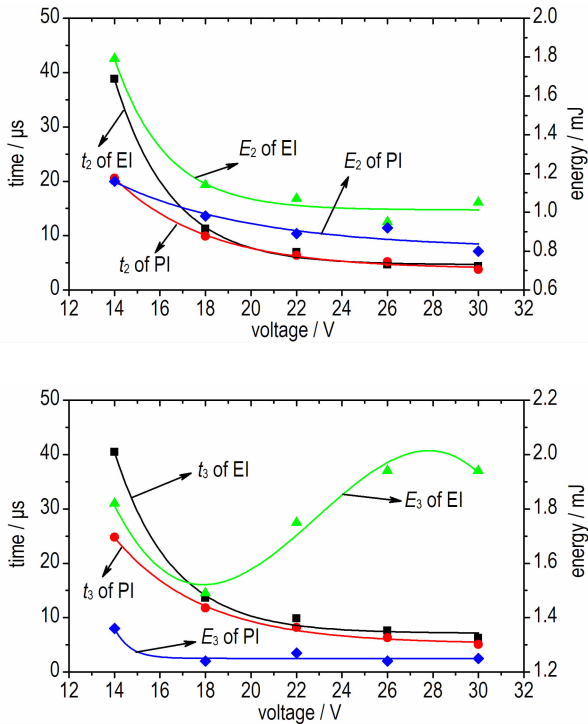 50
40
30
20
10
0
time / μs
2.0
1.8
1.6
1.4
1.2
1.0
0.8
0.6
energy / mJ
t₂ of EI
E₂ of EI
E₂ of PI
t₂ of PI
12 14 16 18 20 22 24 26 28 30 32
voltage / V
50
40
30
20
10
0
time / μs
2.2
2.0
1.8
1.6
1.4
1.2
energy / mJ
t₃ of EI
E₃ of EI
t₃ of PI
E₃ of PI
12 14 16 18 20 22 24 26 28 30 32
voltage / V